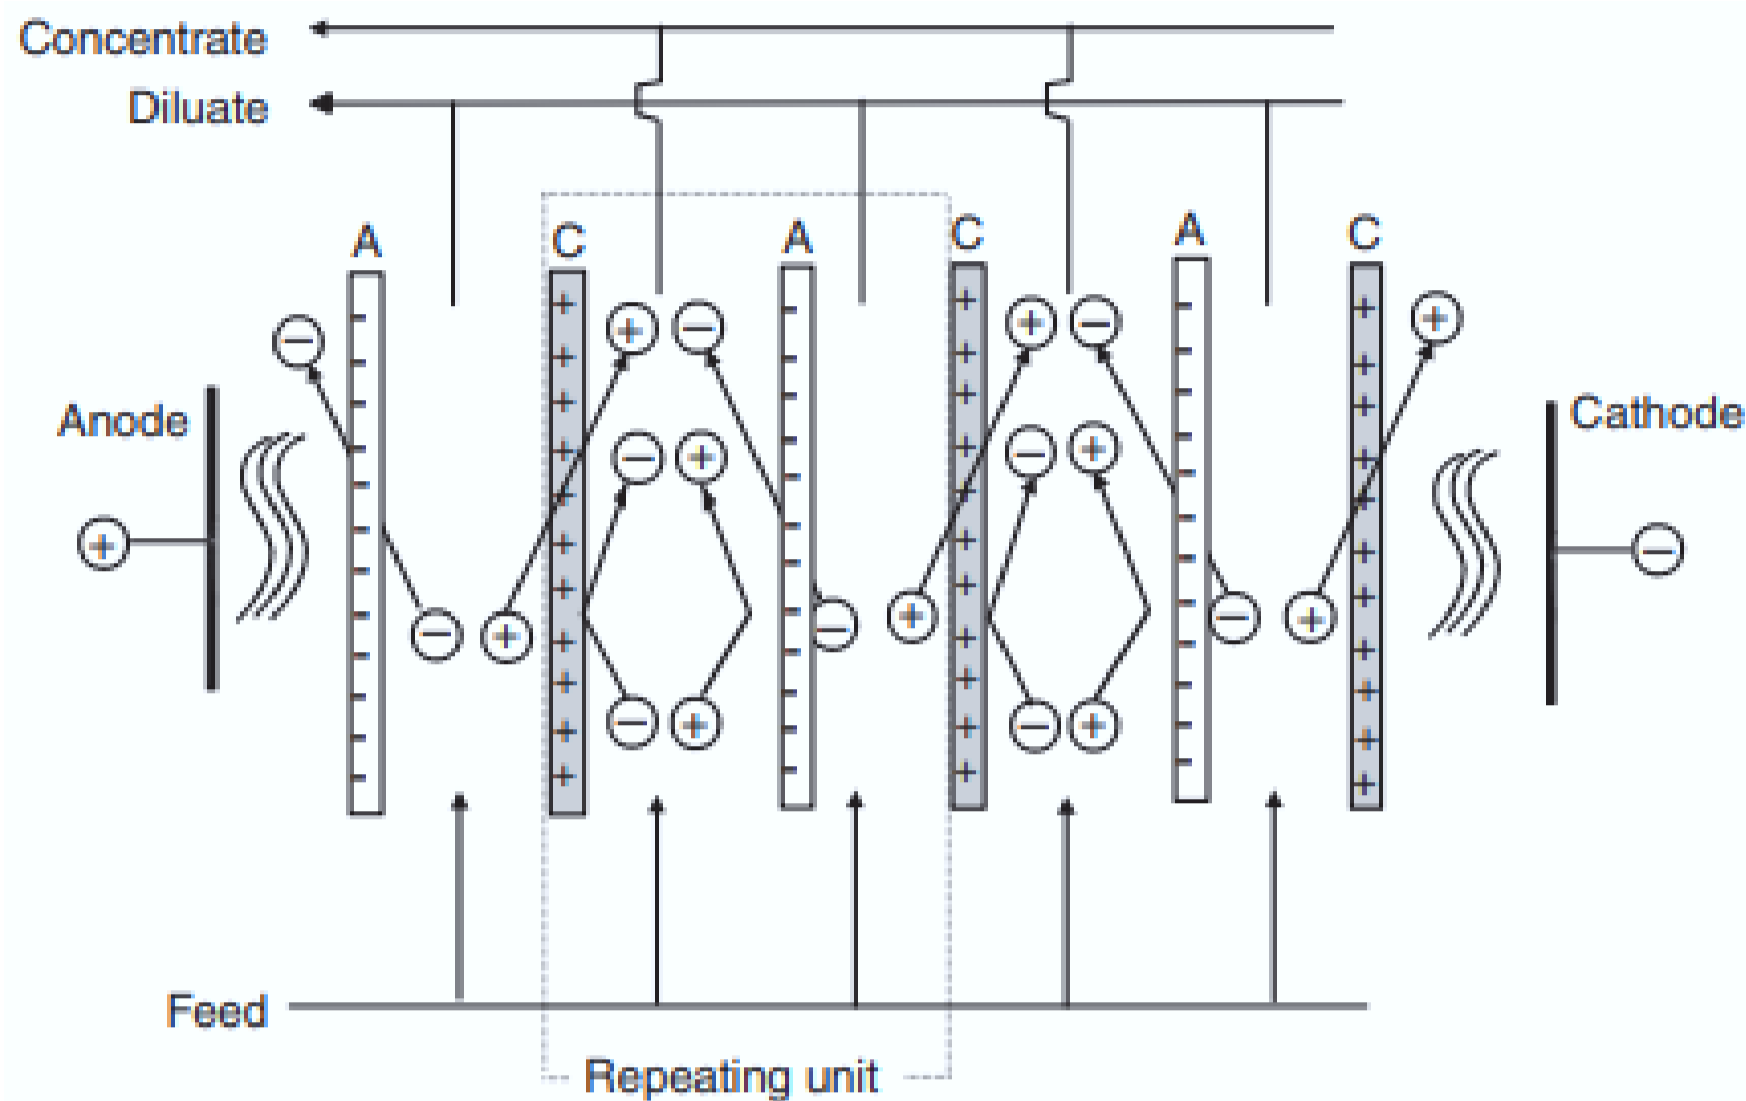 Concentrate
Diluate
A C A C A C
Anode
Cathode
Feed
Repeating unit